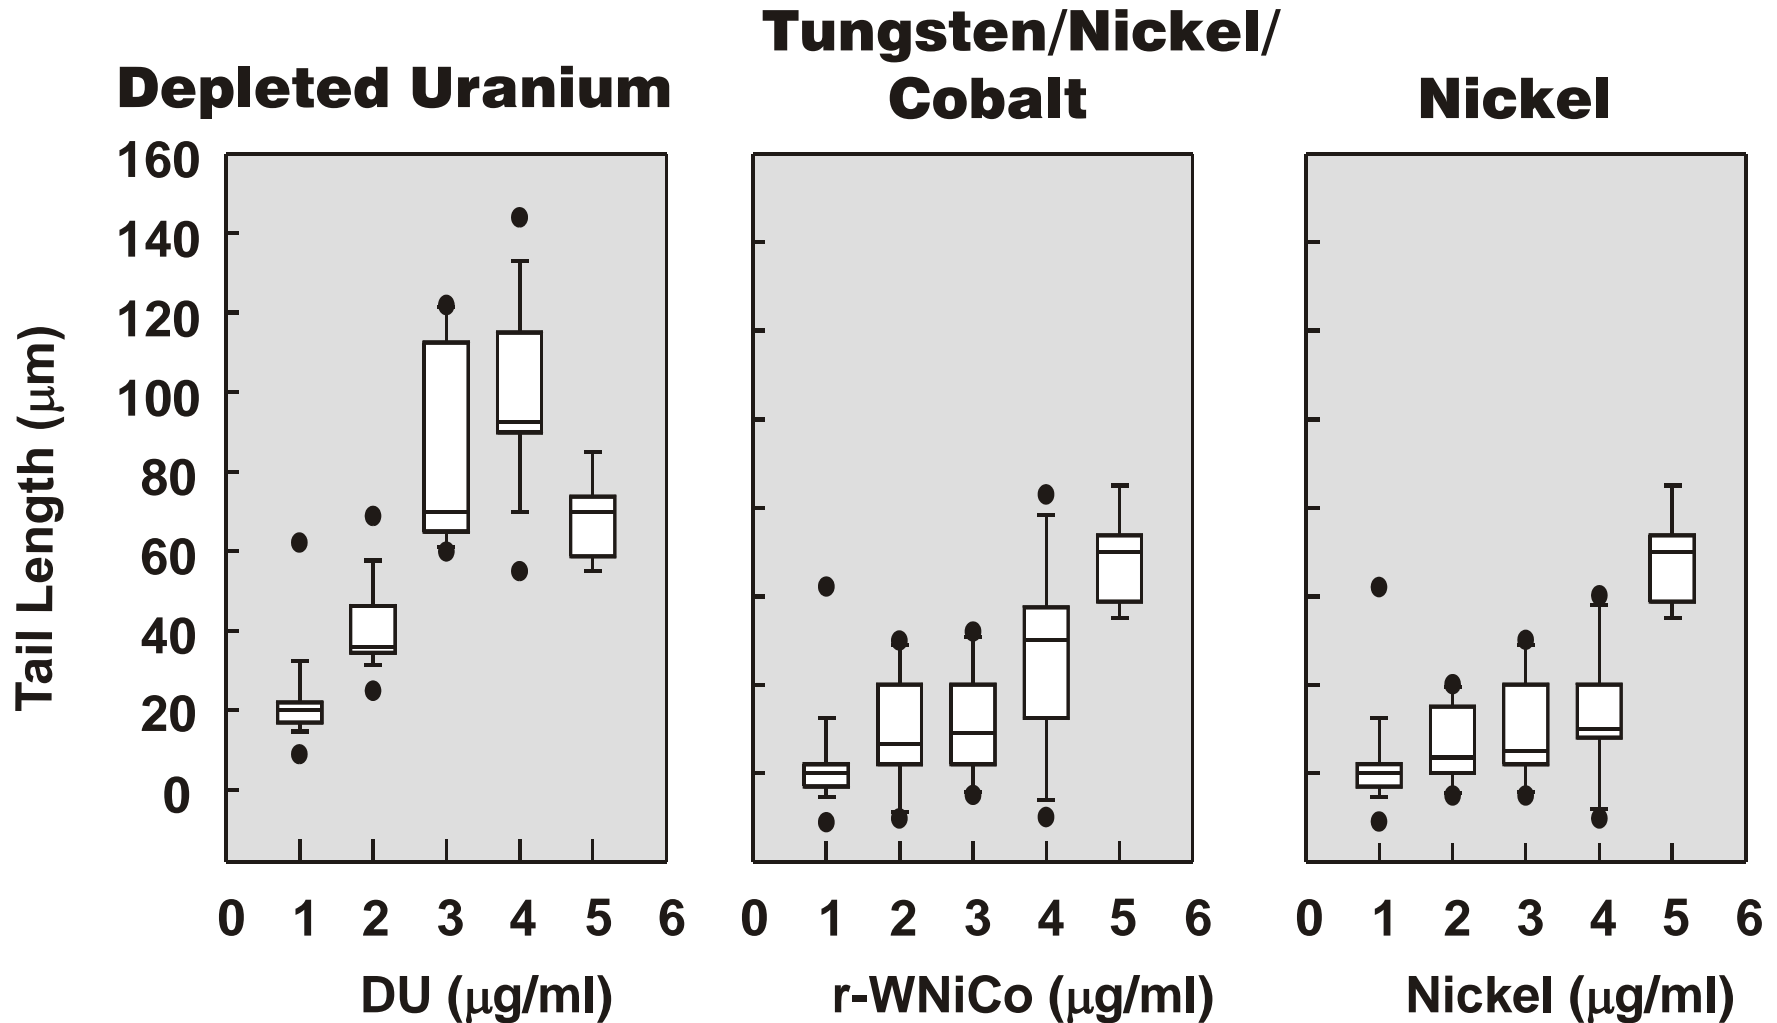 Depleted Uranium
Tungsten/Nickel/
Cobalt
Nickel
Tail Length (μm)
160
140
120
100
80
60
40
20
0
0 1 2 3 4 5 6
0 1 2 3 4 5 6
0 1 2 3 4 5 6
DU (μg/ml)
r-WNiCo (μg/ml)
Nickel (μg/ml)